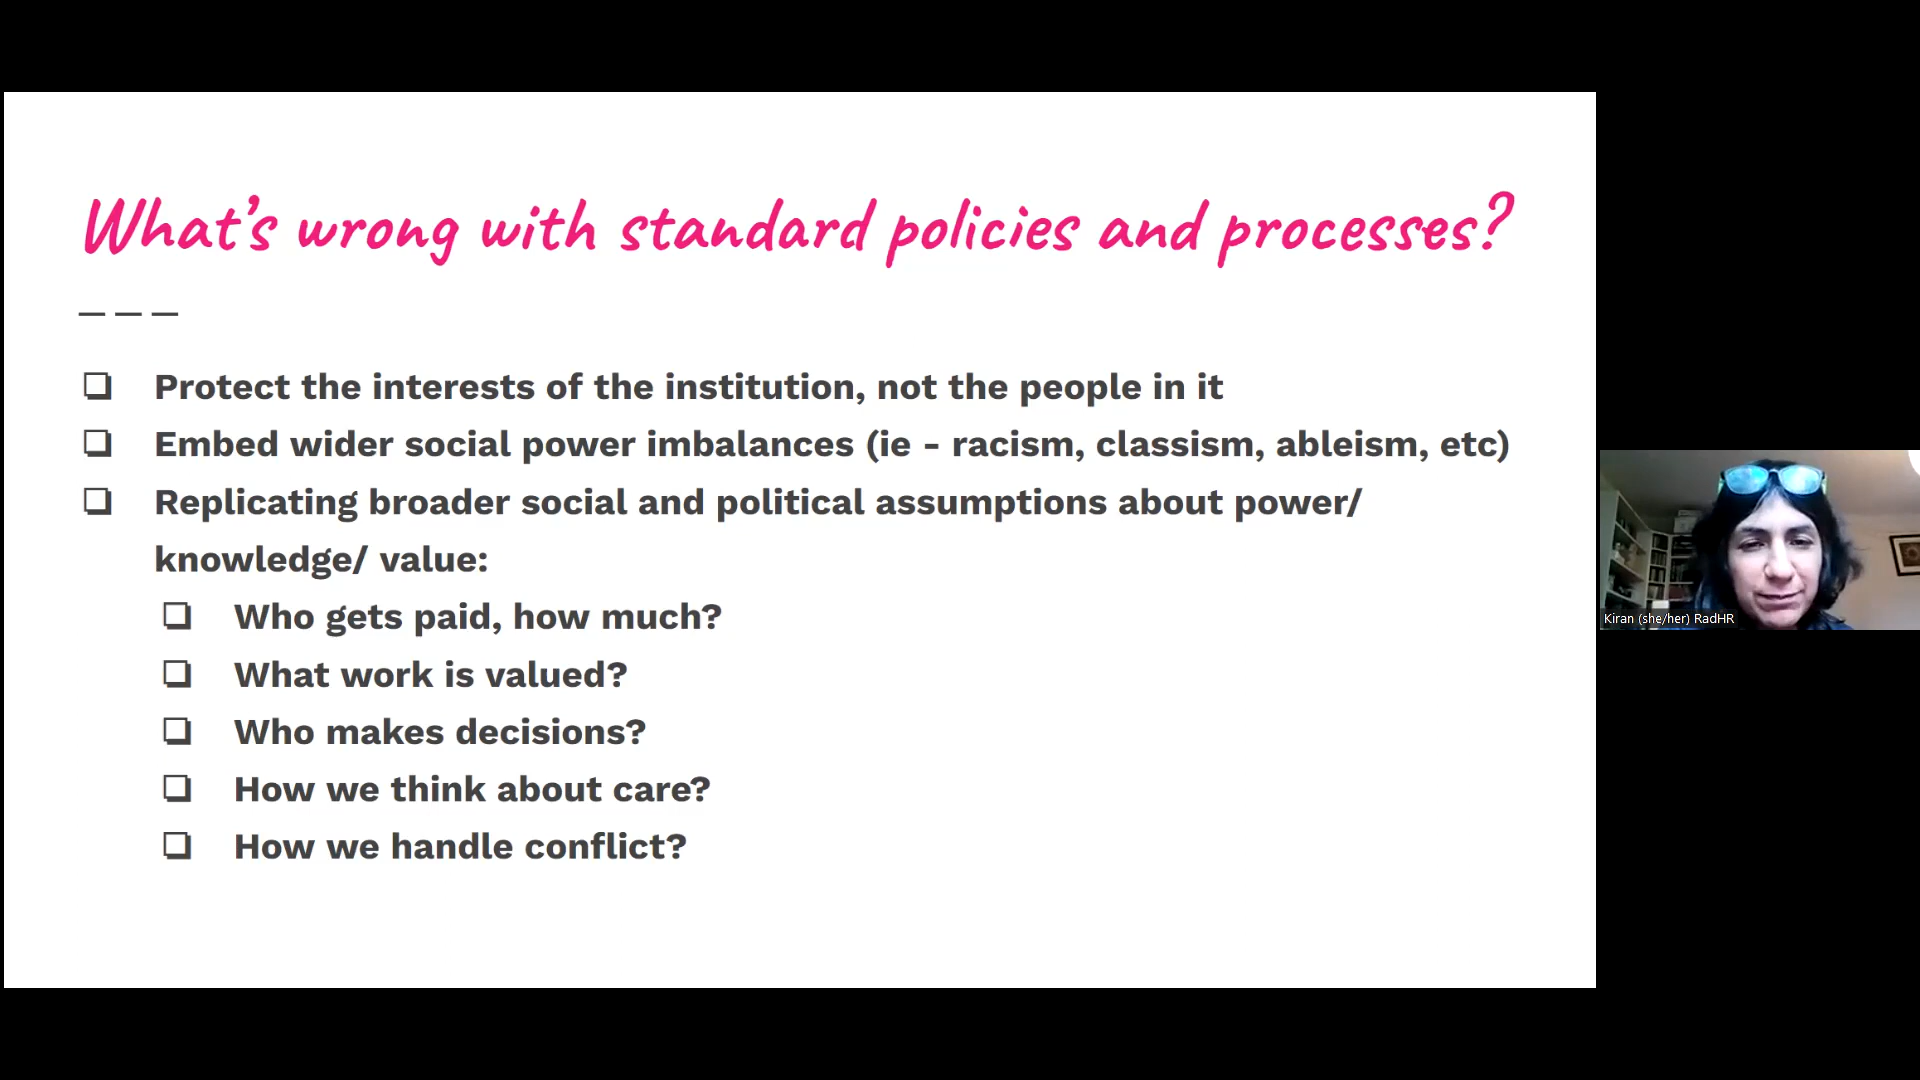 What's wrong with standard policies and processes?
Protect the interests of the institution, not the people in it
Embed wider social power imbalances (ie - racism, classism, ableism, etc)
Replicating broader social and political assumptions about power/
knowledge/ value:
Who gets paid, how much?
What work is valued?
Who makes decisions?
How we think about care?
How we handle conflict?
Kiran (she/her) RadHR